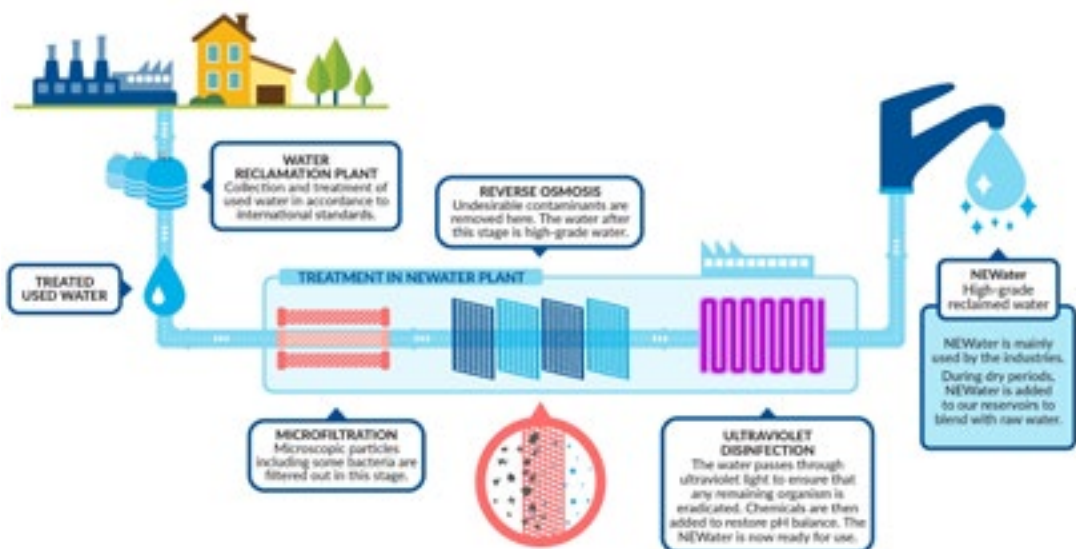 WATER
RECLAMATION PLANT
Collection and treatment of
used water in accordance to
international standards.
REVERSE OSMOSIS
Undesirable contaminants are
removed here. The water after
this stage is high-grade water.
TREATED
USED WATER
TREATMENT IN NEWATER PLANT
NEWater
High-grade
reclaimed water
NEWater is mainly
used by the industries.
During dry periods,
NEWater is added
to our reservoirs to
blend with raw water.
MICROFILTRATION
Microscopic particles
including some bacteria are
filtered out in this stage.
ULTRAVIOLET
DISINFECTION
The water passes through
ultraviolet light to ensure that
any remaining organism is
eradicated. Chemicals are then
added to restore pH balance. The
NEWater is now ready for use.